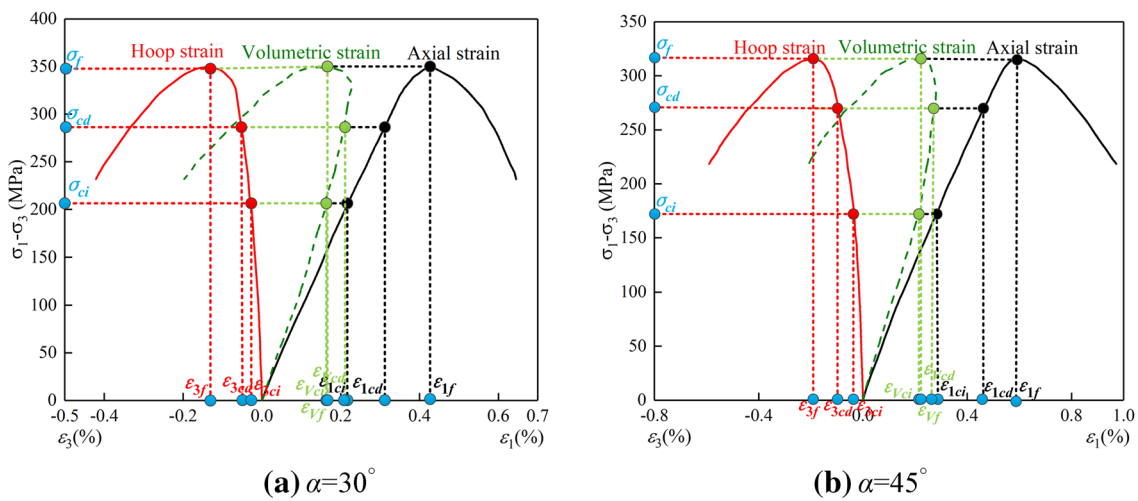 400
350
300
250
200
150
100
50
0
σ₁-σ₃ (MPa)
σf
σcd
σci
Hoop strain
Volumetric strain
Axial strain
ε3f
ε3cd
ε3ci
εVci
εVcd
εVf
ε1ci
ε1cd
ε1f
-0.5 -0.2 0.0 0.2 0.4 0.6 0.7
ε₃(%) ε₁(%)
(a) α=30°
350
300
250
200
150
100
50
0
σ₁-σ₃ (MPa)
σf
σcd
σci
Hoop strain
Volumetric strain
Axial strain
ε3f
ε3cd
ε3ci
εVci
εVcd
εVf
ε1ci
ε1cd
ε1f
-0.8 -0.4 0.0 0.4 0.8 1.0
ε₃(%) ε₁(%)
(b) α=45°